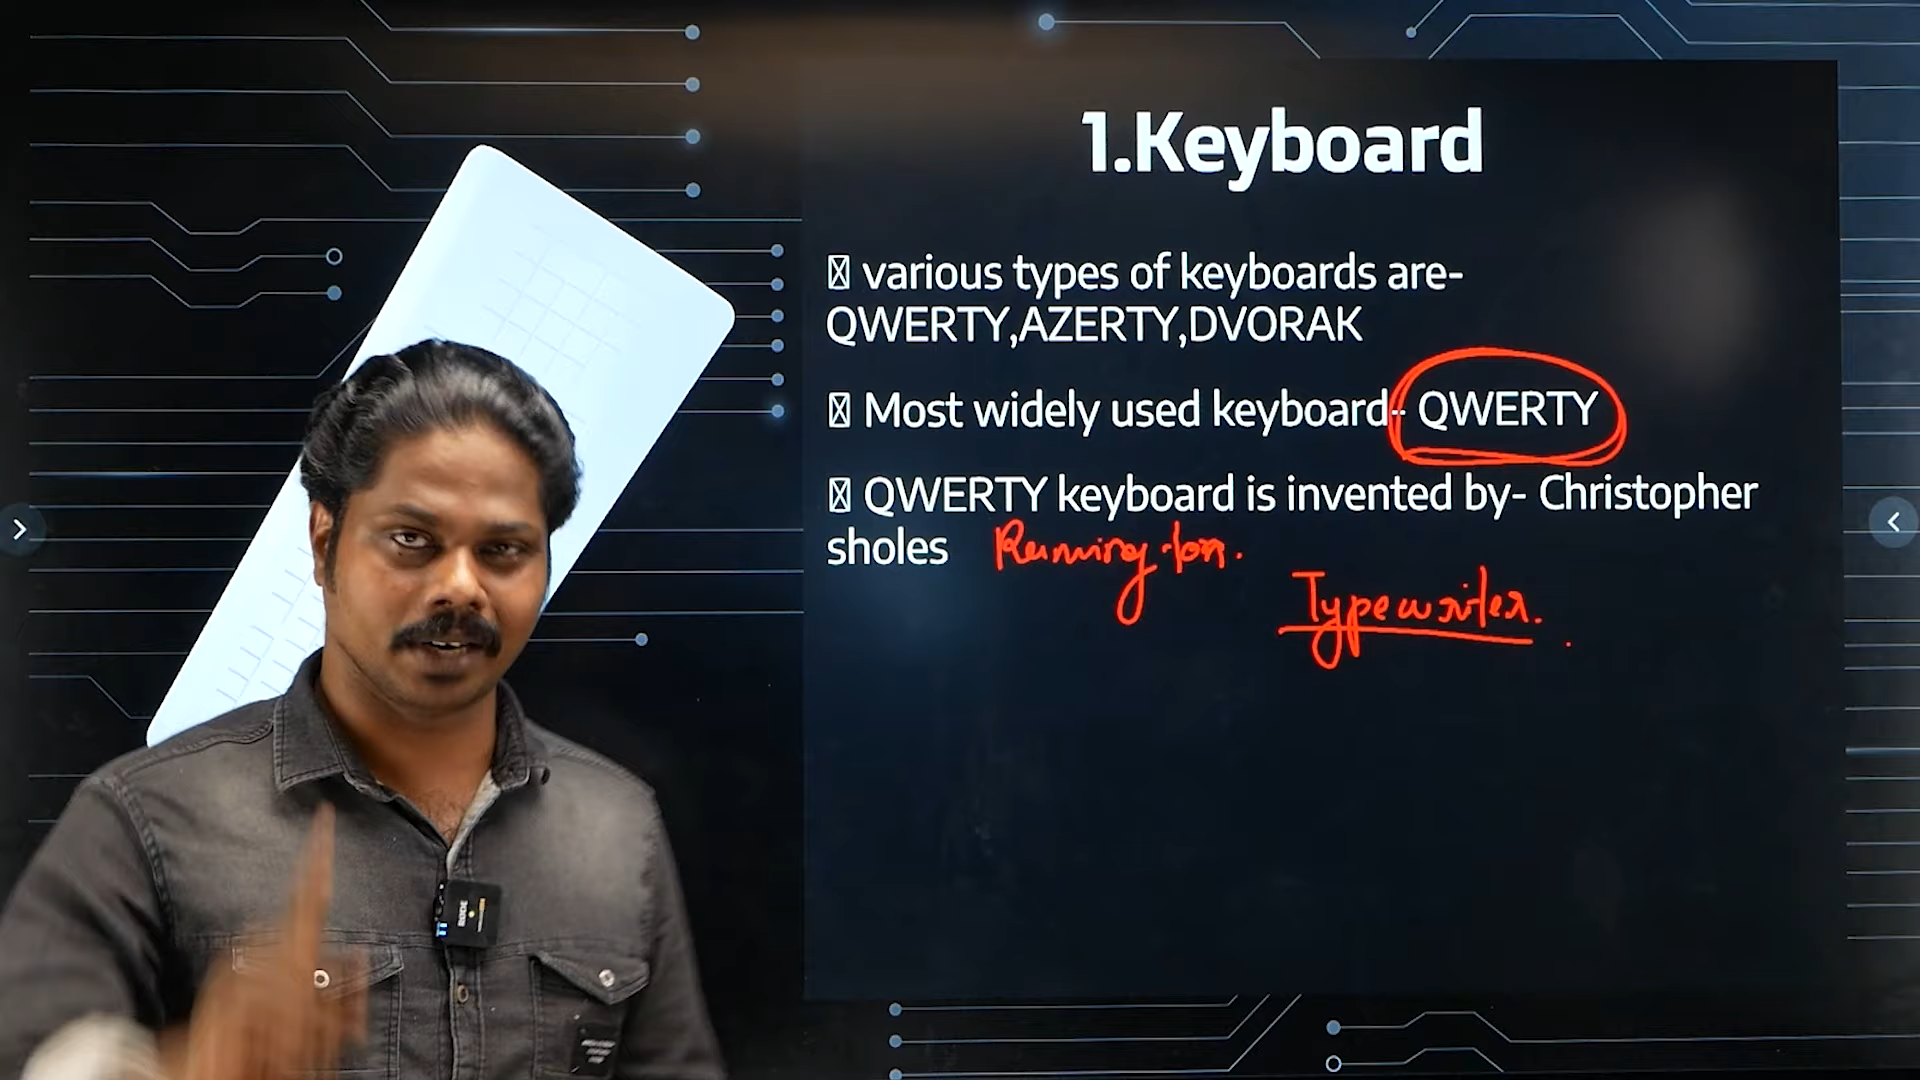 1.Keyboard
various types of keyboards are-
QWERTY,AZERTY,DVORAK
Most widely used keyboard- QWERTY
QWERTY keyboard is invented by- Christopher
sholes Remington.
Typewriter.
RODE